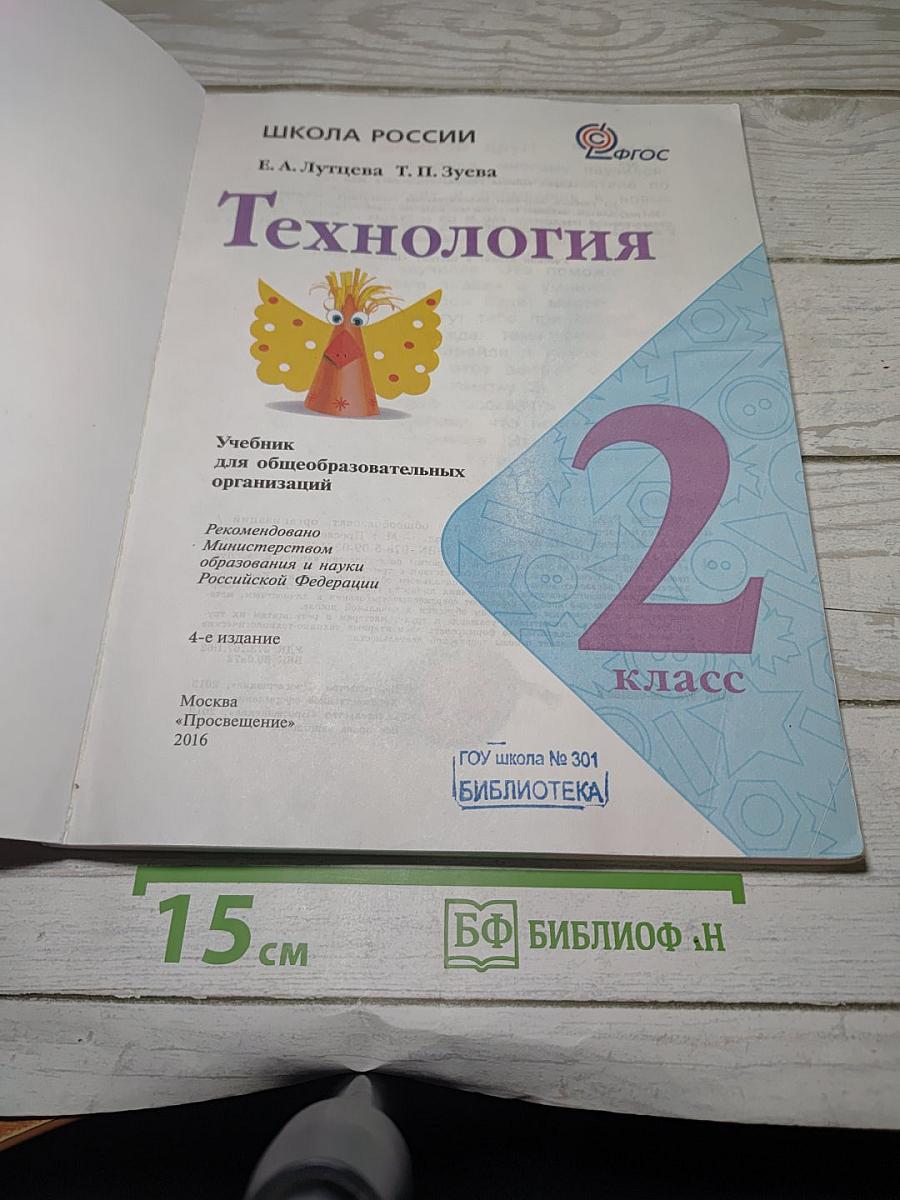 ШКОЛА РОССИИ
ФГОС
Е. А. Лутцева Т. П. Зуева
Технология
Учебник
для общеобразовательных
организаций
2
класс
Рекомендовано
Министерством
образования и науки
Российской Федерации
4-е издание
Москва
«Просвещение»
2016
ГОУ школа № 301
БИБЛИОТЕКА
15 см
БФ БИБЛИОФ